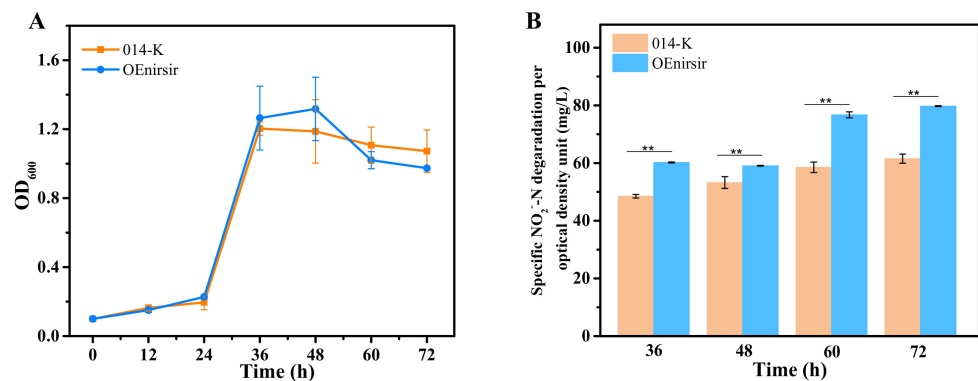 A
014-K
OEnirsir
OD600
1.6
1.2
0.8
0.4
0.0
0 12 24 36 48 60 72
Time (h)
B
014-K
OEnirsir
Specific NO2--N degaradation per
optical density unit (mg/L)
100
80
60
40
20
0
** ** ** **
36 48 60 72
Time (h)